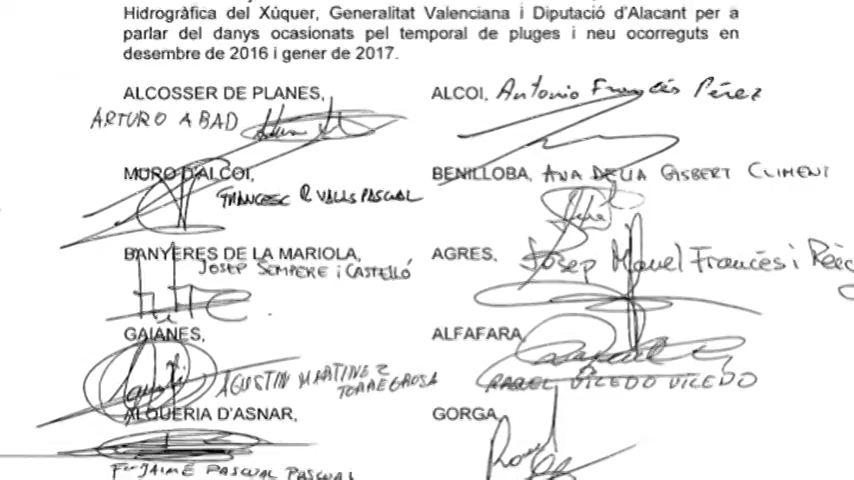 Hidrogràfica del Xúquer, Generalitat Valenciana i Diputació d'Alacant per a
parlar del danys ocasionats pel temporal de pluges i neu ocorreguts en
desembre de 2016 i gener de 2017.
ALCOSSER DE PLANES,
ARTURO ABAD
ALCOI, Antonio Francés Pérez
MURO D'ALCOI,
FRANCESC R VALLS PASCUAL
BENILLOBA, ANA DELIA GISBERT CLIMENT
BANYERES DE LA MARIOLA,
JOSEP SEMPERE i CASTELLÓ
AGRES,
Josep Manuel Francés i Reig
GAIANES,
AGUSTIN MARTINEZ
TORREGROSA
ALFAFARA
RAQUEL VICEDO VICEDO
ALQUERIA D'ASNAR,
JAIME PASCUAL PASCUAL
GORGA,